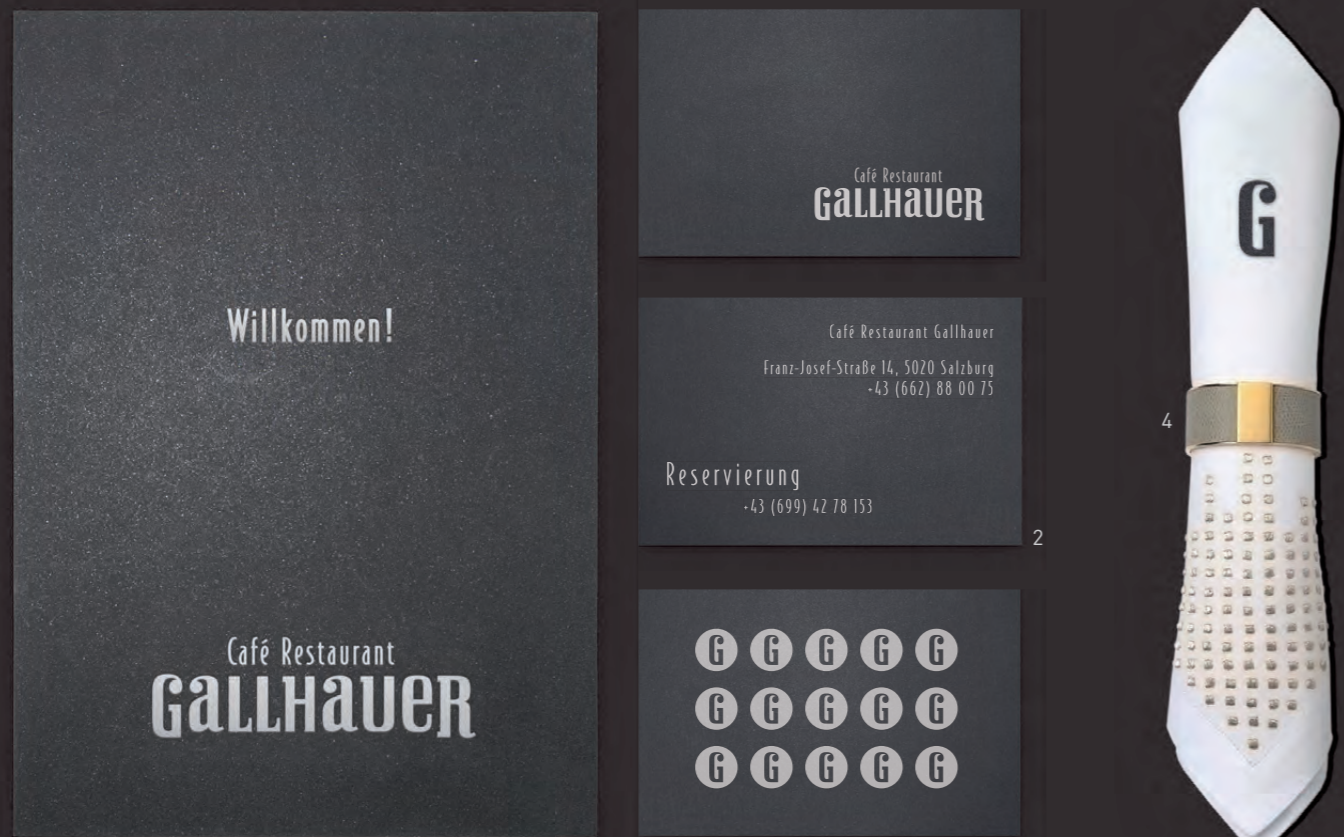 Willkommen!
Café Restaurant
GaLLHaUeR
Café Restaurant
GaLLHaUeR
Café Restaurant Gallhauer
Franz-Josef-Straße 14, 5020 Salzburg
+43 (662) 88 00 75
Reservierung
+43 (699) 42 78 153
2
G G G G G
G G G G G
G G G G G
G
4